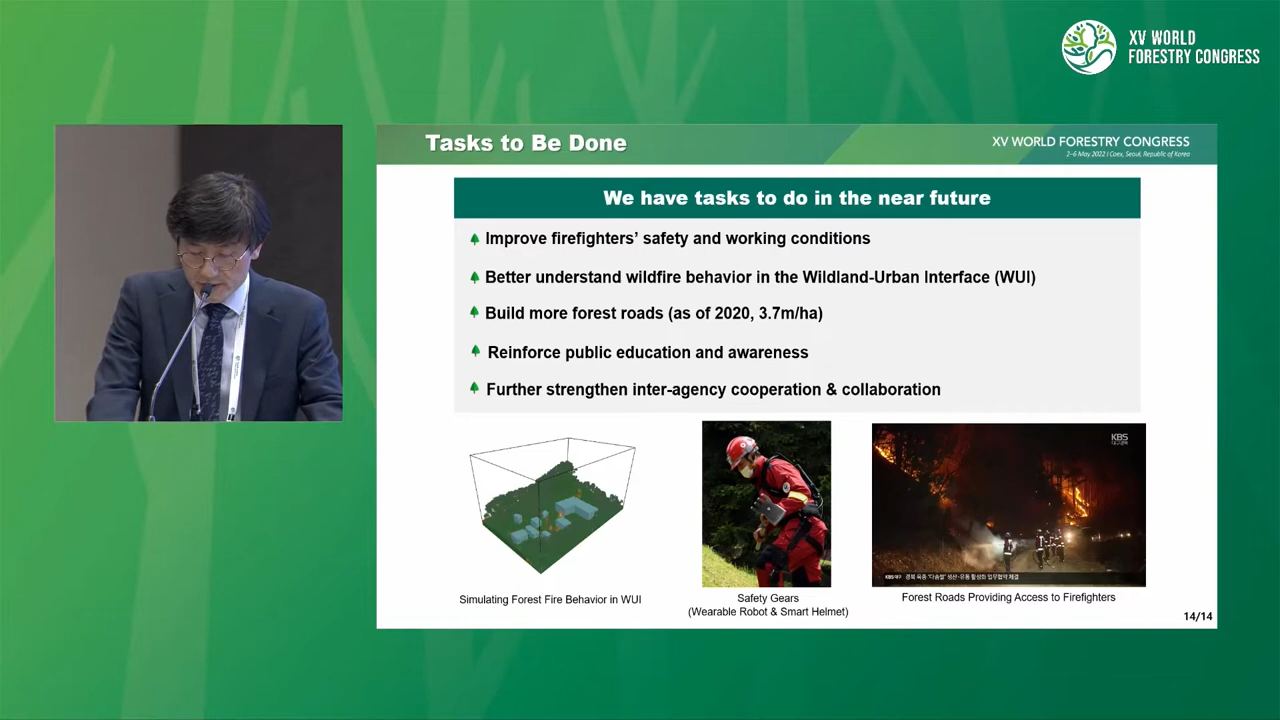 XV WORLD
FORESTRY CONGRESS
Tasks to Be Done
XV WORLD FORESTRY CONGRESS
2-6 May 2022 | Coex, Seoul, Republic of Korea
We have tasks to do in the near future
Improve firefighters’ safety and working conditions
Better understand wildfire behavior in the Wildland-Urban Interface (WUI)
Build more forest roads (as of 2020, 3.7m/ha)
Reinforce public education and awareness
Further strengthen inter-agency cooperation & collaboration
KBS
KBS
Simulating Forest Fire Behavior in WUI
Safety Gears
(Wearable Robot & Smart Helmet)
Forest Roads Providing Access to Firefighters
14/14